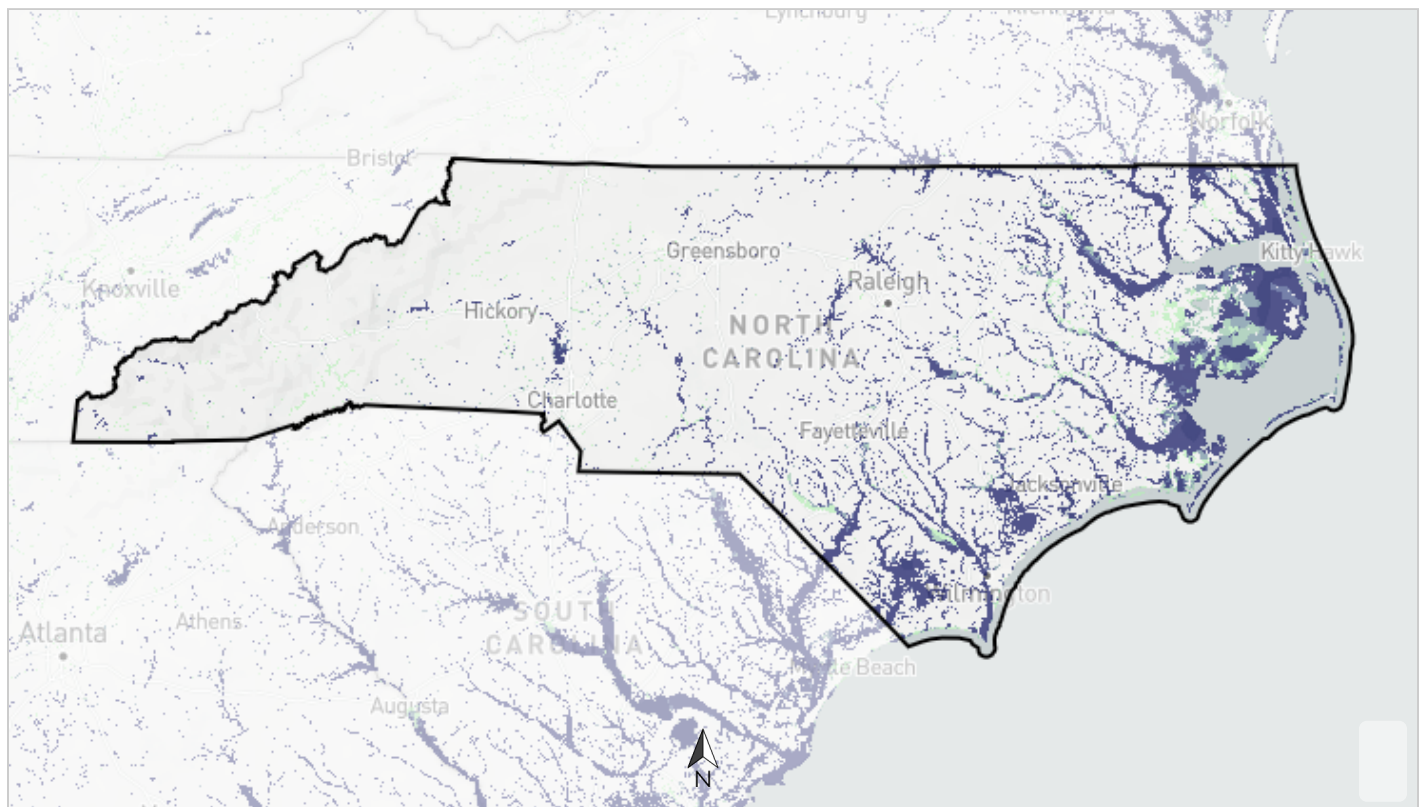 Lynchburg
Richmond
Norfolk
Bristol
Greensboro
Kitty Hawk
Knoxville
Hickory
Raleigh
NORTH
CAROLINA
Charlotte
Fayetteville
Jacksonville
Anderson
Wilmington
SOUTH
CAROLINA
Athens
Atlanta
Myrtle Beach
Augusta
N